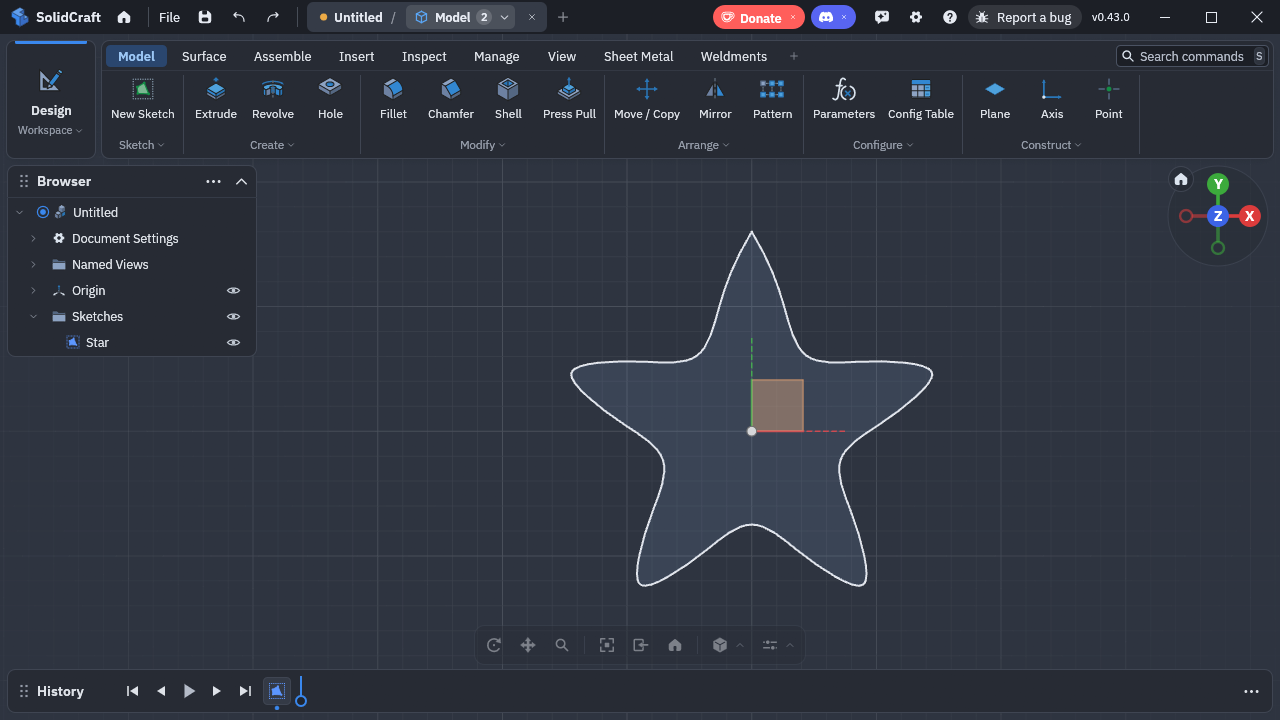 SolidCraft
File
Untitled / Model 2
Donate
Report a bug
v0.43.0
Design
Workspace
Model
Surface
Assemble
Insert
Inspect
Manage
View
Sheet Metal
Weldments
Search commands S
New Sketch
Extrude
Revolve
Hole
Fillet
Chamfer
Shell
Press Pull
Move / Copy
Mirror
Pattern
Parameters
Config Table
Plane
Axis
Point
Sketch
Create
Modify
Arrange
Configure
Construct
Browser
Untitled
Document Settings
Named Views
Origin
Sketches
Star
Y
Z
X
History